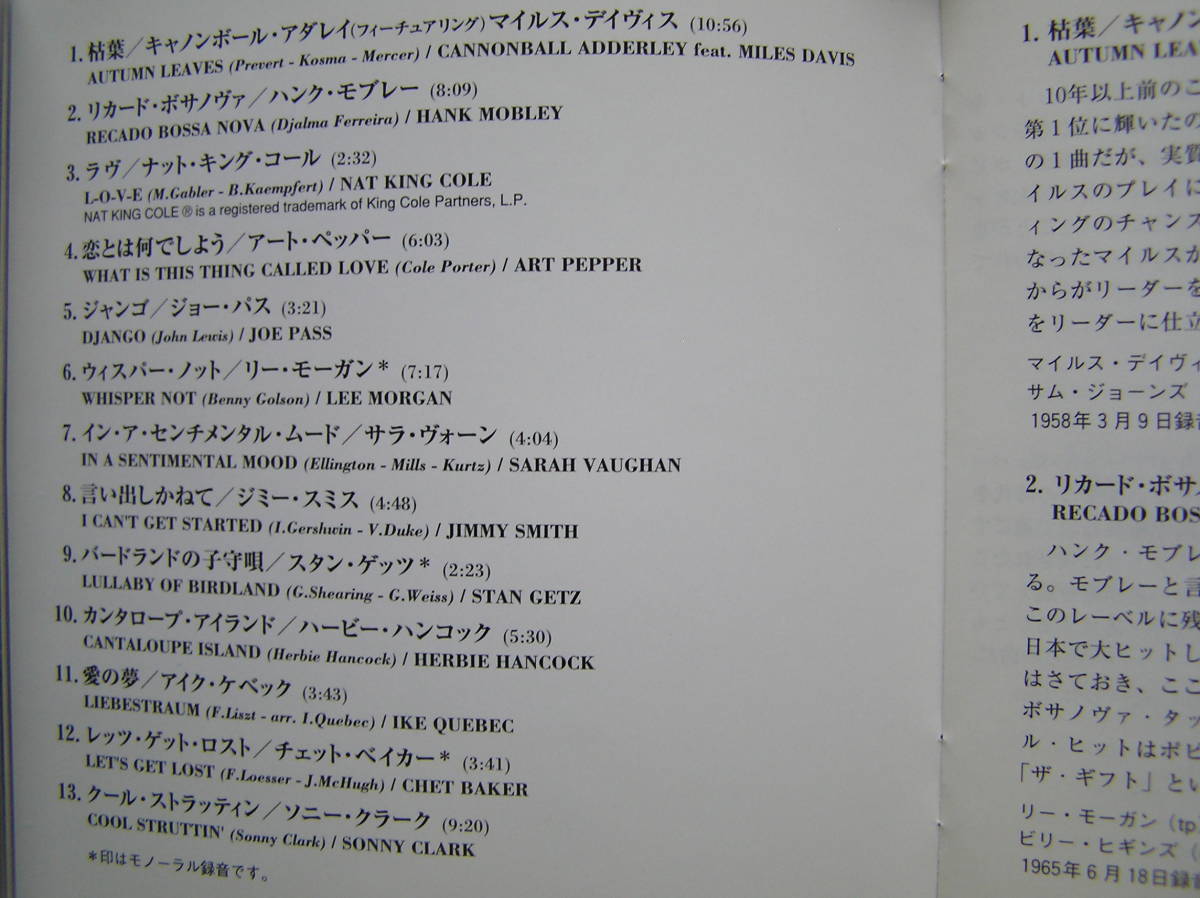 1. 枯葉／キャノンボール・アダレイ(フィーチュアリング)マイルス・デイヴィス (10:56)
AUTUMN LEAVES (Prevert - Kosma - Mercer) / CANNONBALL ADDERLEY feat. MILES DAVIS
2. リカード・ボサノヴァ／ハンク・モブレー (8:09)
RECADO BOSSA NOVA (Djalma Ferreira) / HANK MOBLEY
3. ラヴ／ナット・キング・コール (2:32)
L-O-V-E (M.Gabler - B.Kaempfert) / NAT KING COLE
NAT KING COLE ® is a registered trademark of King Cole Partners, L.P.
4. 恋とは何でしよう／アート・ペッパー (6:03)
WHAT IS THIS THING CALLED LOVE (Cole Porter) / ART PEPPER
5. ジャンゴ／ジョー・パス (3:21)
DJANGO (John Lewis) / JOE PASS
6. ウィスパー・ノット／リー・モーガン＊ (7:17)
WHISPER NOT (Benny Golson) / LEE MORGAN
7. イン・ア・センチメンタル・ムード／サラ・ヴォーン (4:04)
IN A SENTIMENTAL MOOD (Ellington - Mills - Kurtz) / SARAH VAUGHAN
8. 言い出しかねて／ジミー・スミス (4:48)
I CAN'T GET STARTED (I.Gershwin - V.Duke) / JIMMY SMITH
9. バードランドの子守唄／スタン・ゲッツ＊ (2:23)
LULLABY OF BIRDLAND (G.Shearing - G.Weiss) / STAN GETZ
10. カンタロープ・アイランド／ハービー・ハンコック (5:30)
CANTALOUPE ISLAND (Herbie Hancock) / HERBIE HANCOCK
11. 愛の夢／アイク・ケベック (3:43)
LIEBESTRAUM (F.Liszt - arr. I.Quebec) / IKE QUEBEC
12. レッツ・ゲット・ロスト／チェット・ベイカー＊ (3:41)
LET'S GET LOST (F.Loesser - J.McHugh) / CHET BAKER
13. クール・ストラッティン／ソニー・クラーク (9:20)
COOL STRUTTIN' (Sonny Clark) / SONNY CLARK
＊印はモノーラル録音です。
1. 枯葉／キャノン
AUTUMN LEA
10年以上前のこ
第１位に輝いたの
の１曲だが、実質
イルスのプレイに
ィングのチャンス
なったマイルスが
からがリーダーを
をリーダーに仕立
マイルス・デイヴィ
サム・ジョーンズ
1958年３月９日録音
2. リカード・ボサノ
RECADO BOSS
ハンク・モブレ
る。モブレーと言
このレーベルに残
日本で大ヒットし
はさておき、ここ
ボサノヴァ・タッ
ル・ヒットはポピ
「ザ・ギフト」とい
リー・モーガン（tp）
ビリー・ヒギンズ（
1965年６月18日録音